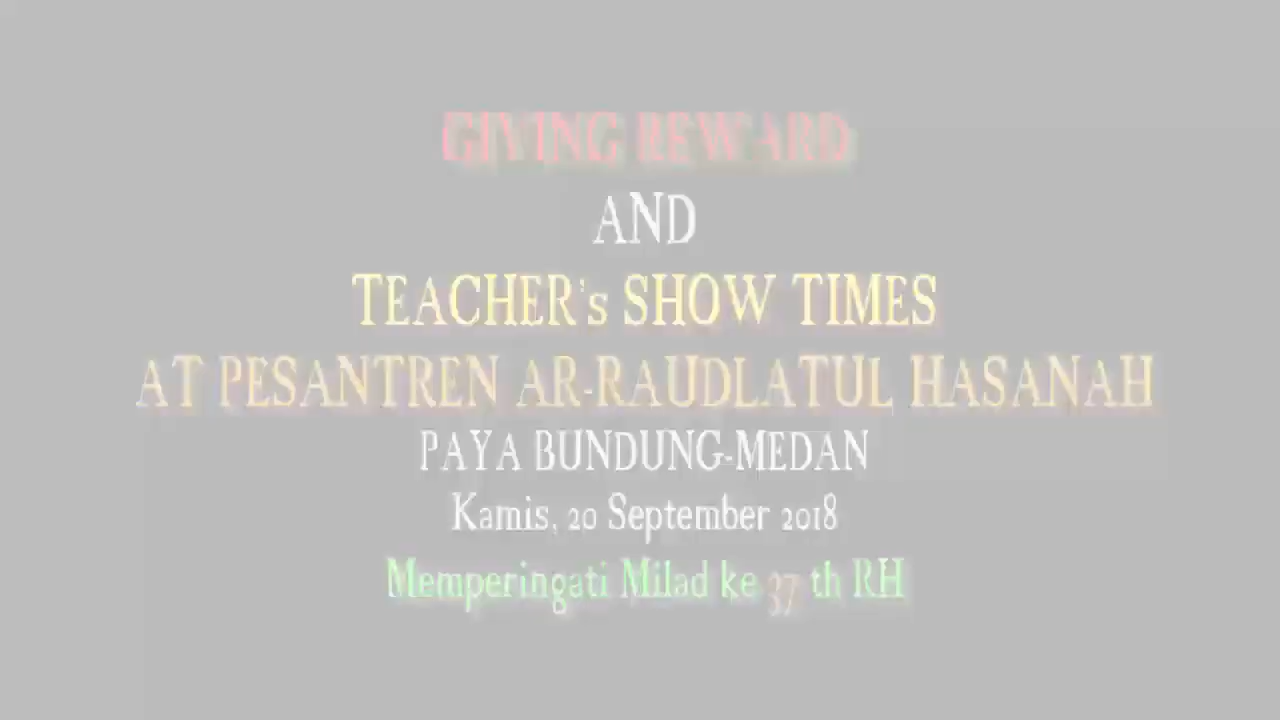 GIVING REWARD
AND
TEACHER's SHOW TIMES
AT PESANTREN AR-RAUDLATUL HASANAH
PAYA BUNDUNG-MEDAN
Kamis, 20 September 2018
Memperingati Milad ke 37 th RH